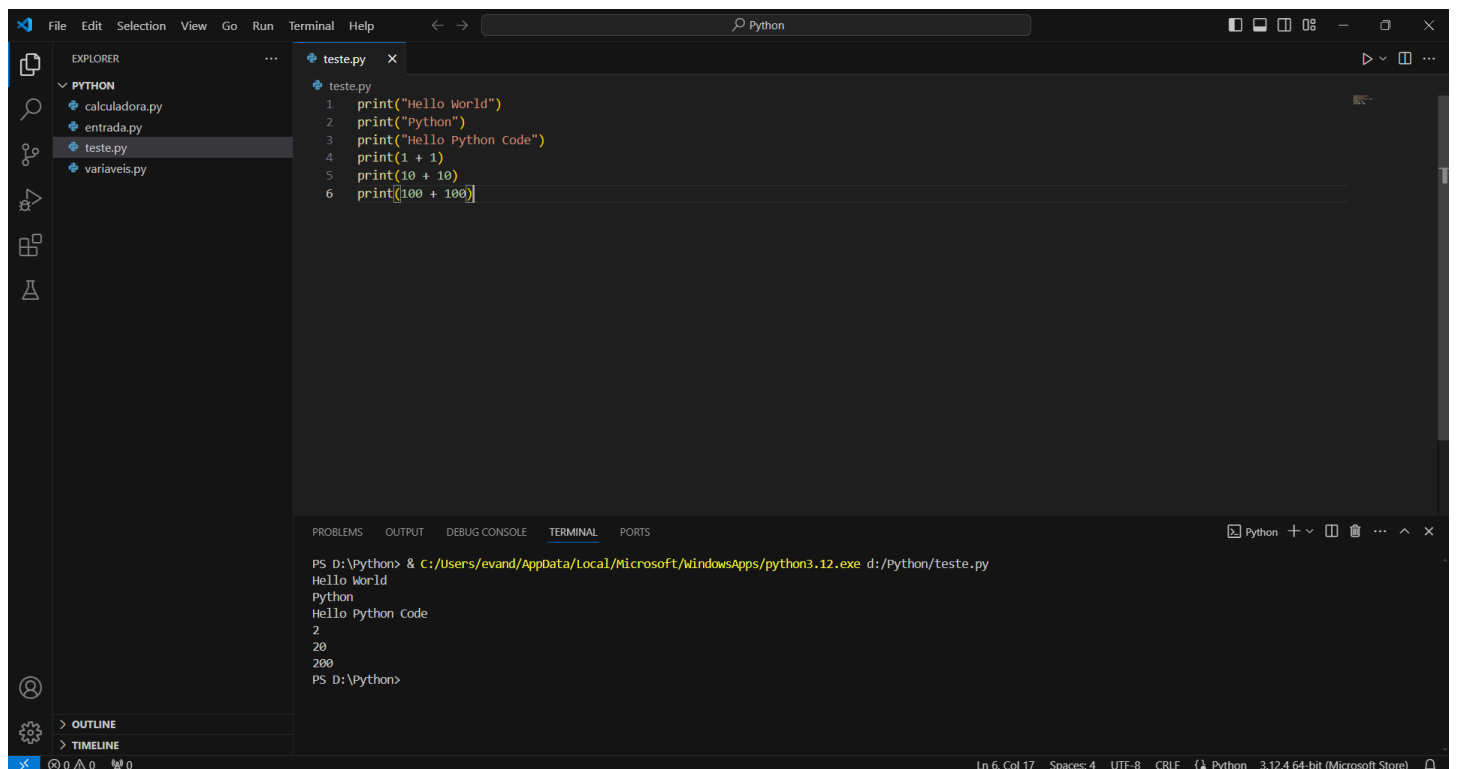 File Edit Selection View Go Run Terminal Help
Python
EXPLORER
PYTHON
calculadora.py
entrada.py
teste.py
variaveis.py
OUTLINE
TIMELINE
teste.py
teste.py
1 print("Hello World")
2 print("Python")
3 print("Hello Python Code")
4 print(1 + 1)
5 print(10 + 10)
6 print(100 + 100)
PROBLEMS OUTPUT DEBUG CONSOLE TERMINAL PORTS
Python
PS D:\Python> & C:/Users/evand/AppData/Local/Microsoft/WindowsApps/python3.12.exe d:/Python/teste.py
Hello World
Python
Hello Python Code
2
20
200
PS D:\Python>
0 0 0 Ln 6, Col 17 Spaces: 4 UTF-8 CRLF Python 3.12.4 64-bit (Microsoft Store)